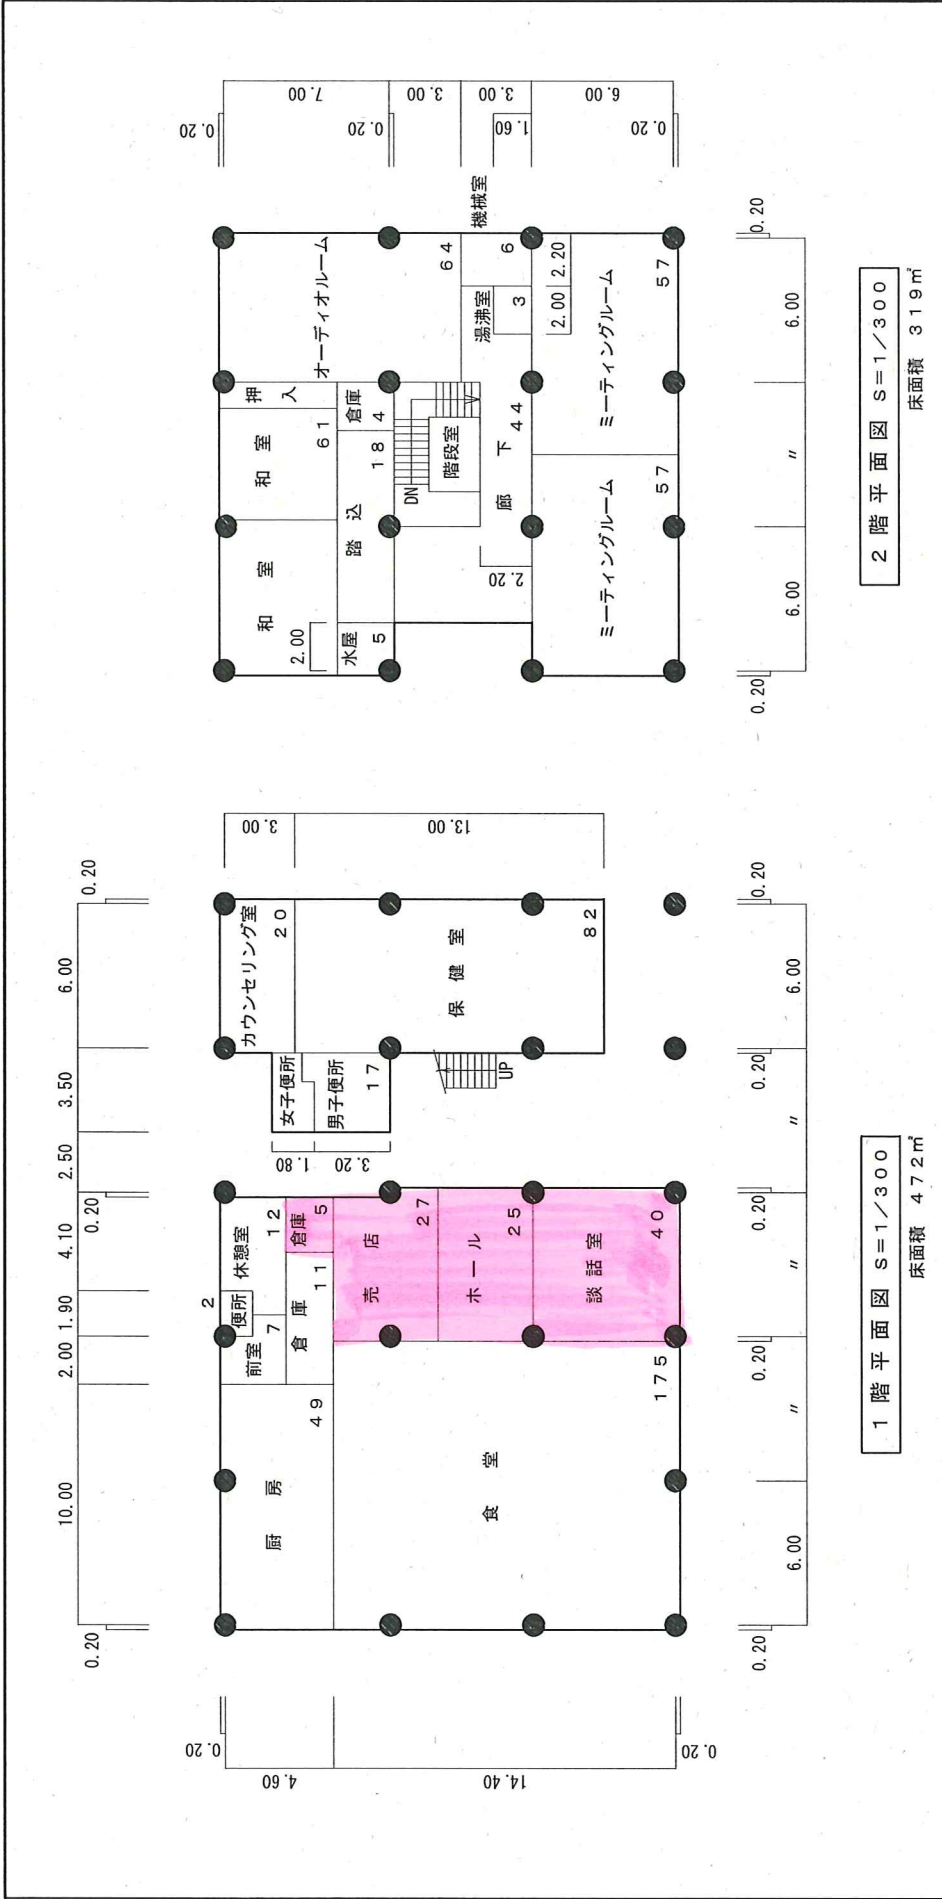 0.20
10.00
2.00
1.90
4.10
2.50
3.50
6.00
0.20
0.20
0.20
4.60
14.40
0.20
厨房
49
前室
7
便所
2
休憩室
12
倉庫
11
倉庫
5
売店
27
ホール
25
談話室
40
食堂
175
女子便所
男子便所
17
1.80
3.20
カウンセリング室
20
保健室
82
UP
3.00
13.00
0.20
6.00
〃
0.20
〃
0.20
〃
0.20
6.00
0.20
1階平面図 S=1/300
床面積 472㎡
和室
和室
61
押入
オーディオルーム
64
水屋
5
2.00
踏込
18
倉庫
4
DN
階段室
廊下
44
2.20
湯沸室
3
機械室
6
2.00
2.20
ミーティングルーム
57
ミーティングルーム
57
0.20
7.00
0.20
3.00
3.00
1.60
6.00
0.20
0.20
6.00
〃
6.00
0.20
2階平面図 S=1/300
床面積 319㎡